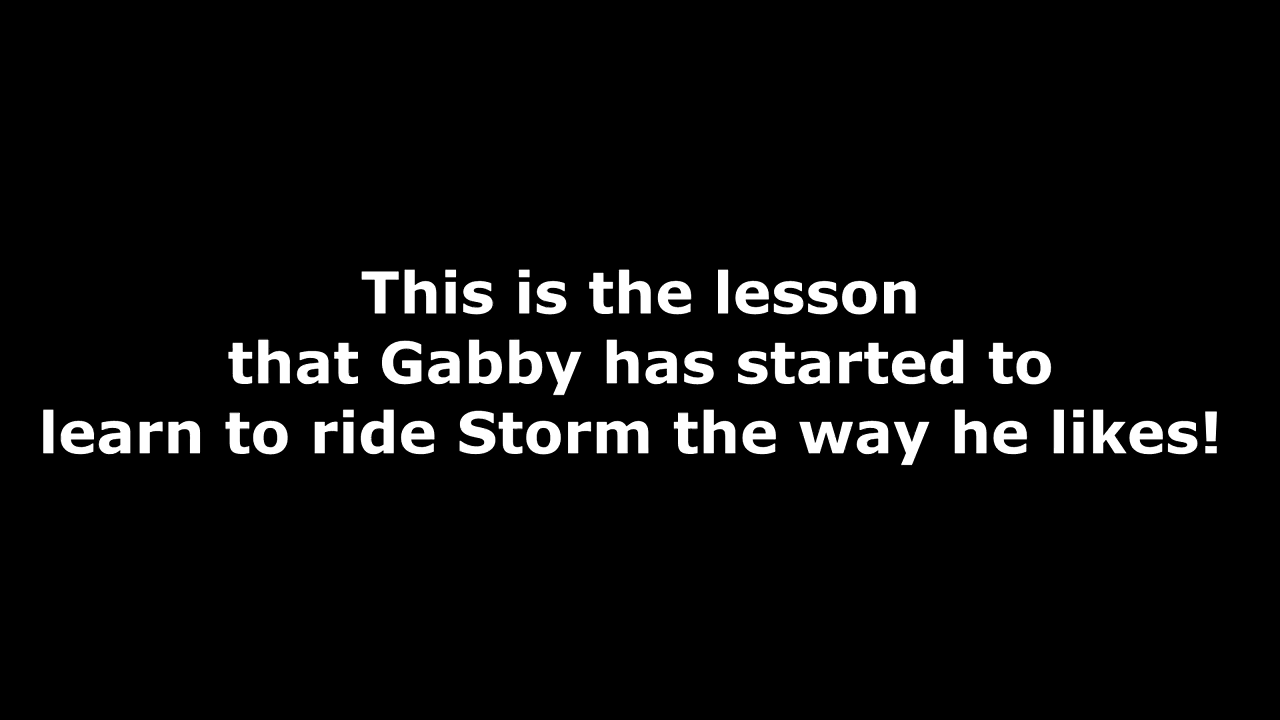 This is the lesson
that Gabby has started to
learn to ride Storm the way he likes!